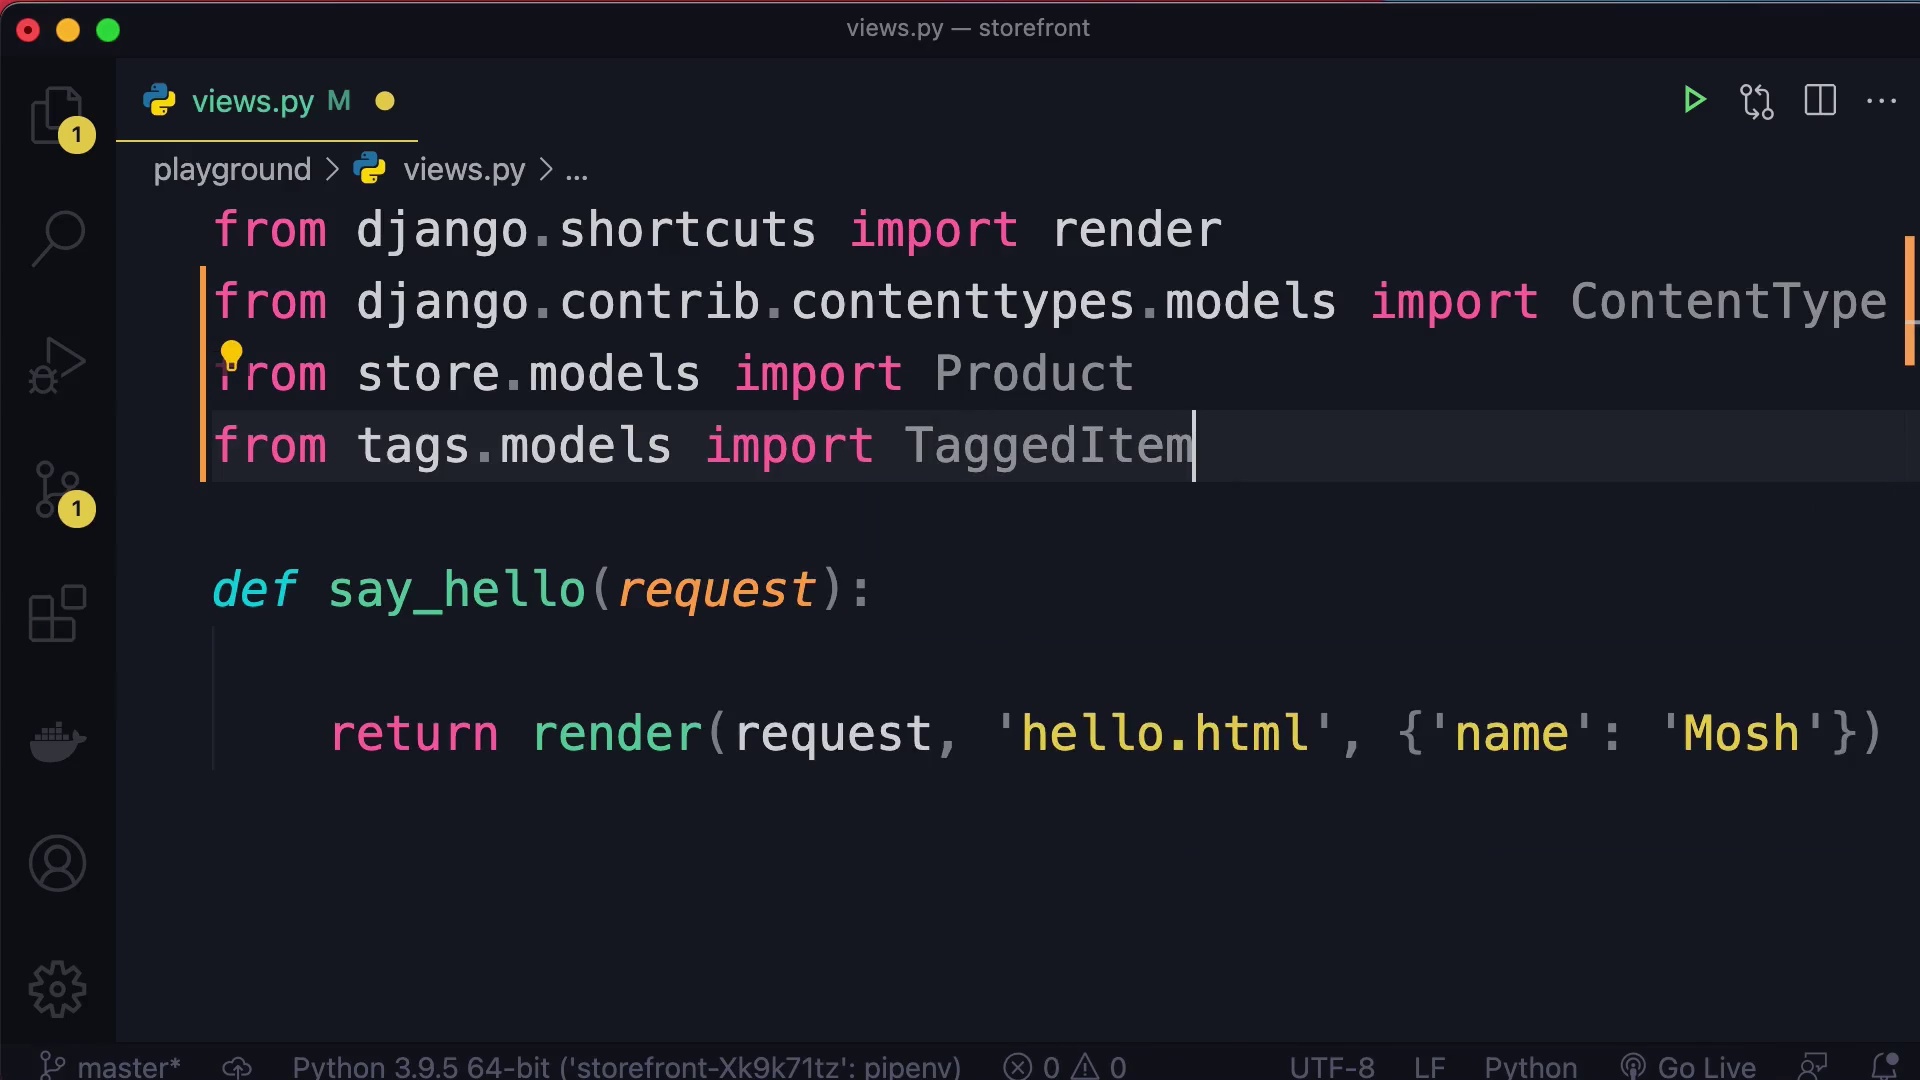 views.py — storefront
views.py M
1
playground > views.py > ...
from django.shortcuts import render
from django.contrib.contenttypes.models import ContentType
from store.models import Product
from tags.models import TaggedItem
1
def say_hello(request):
return render(request, 'hello.html', {'name': 'Mosh'})
master* Python 3.9.5 64-bit ('storefront-Xk9k71tz': pipenv) 0 0 UTF-8 LF Python Go Live